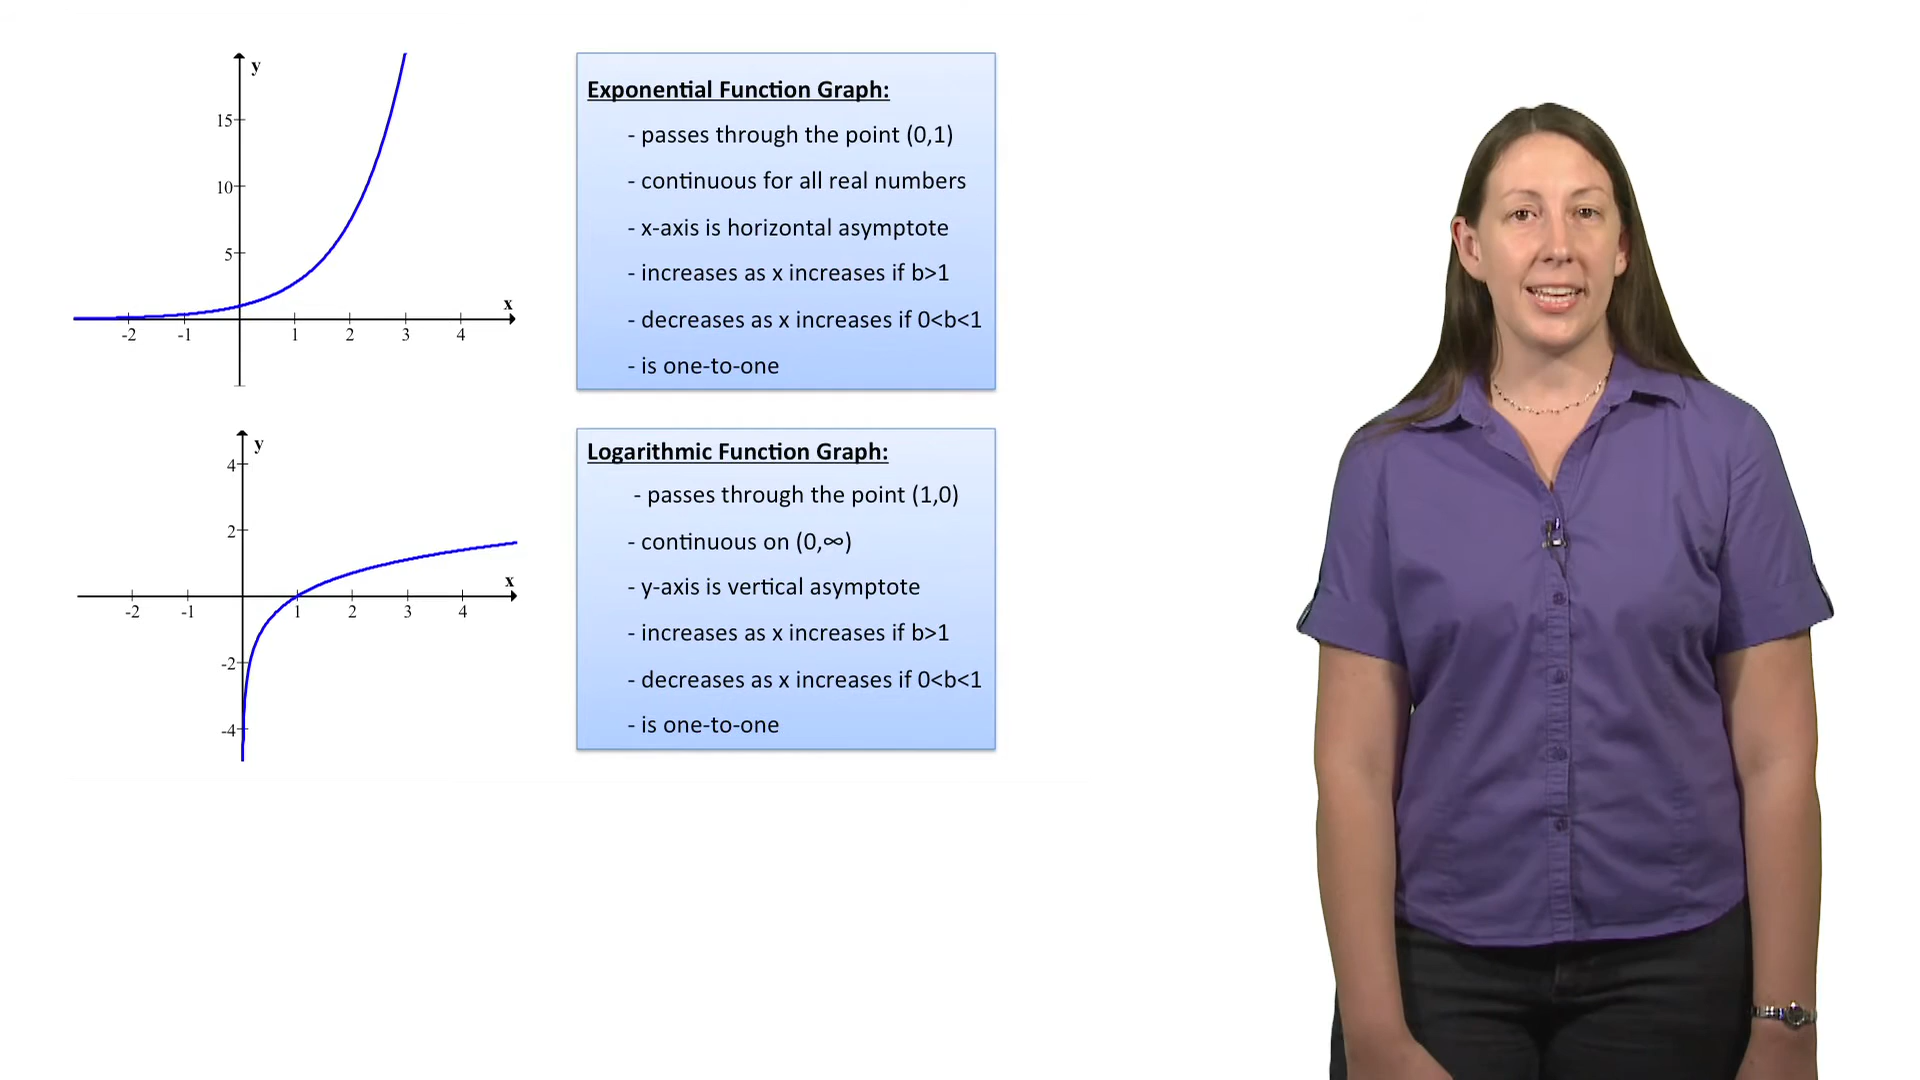 y
15
10
5
x
-2 -1 1 2 3 4
Exponential Function Graph:
- passes through the point (0,1)
- continuous for all real numbers
- x-axis is horizontal asymptote
- increases as x increases if b>1
- decreases as x increases if 0<b<1
- is one-to-one
y
4
2
x
-2 -1 1 2 3 4
-2
-4
Logarithmic Function Graph:
- passes through the point (1,0)
- continuous on (0,∞)
- y-axis is vertical asymptote
- increases as x increases if b>1
- decreases as x increases if 0<b<1
- is one-to-one